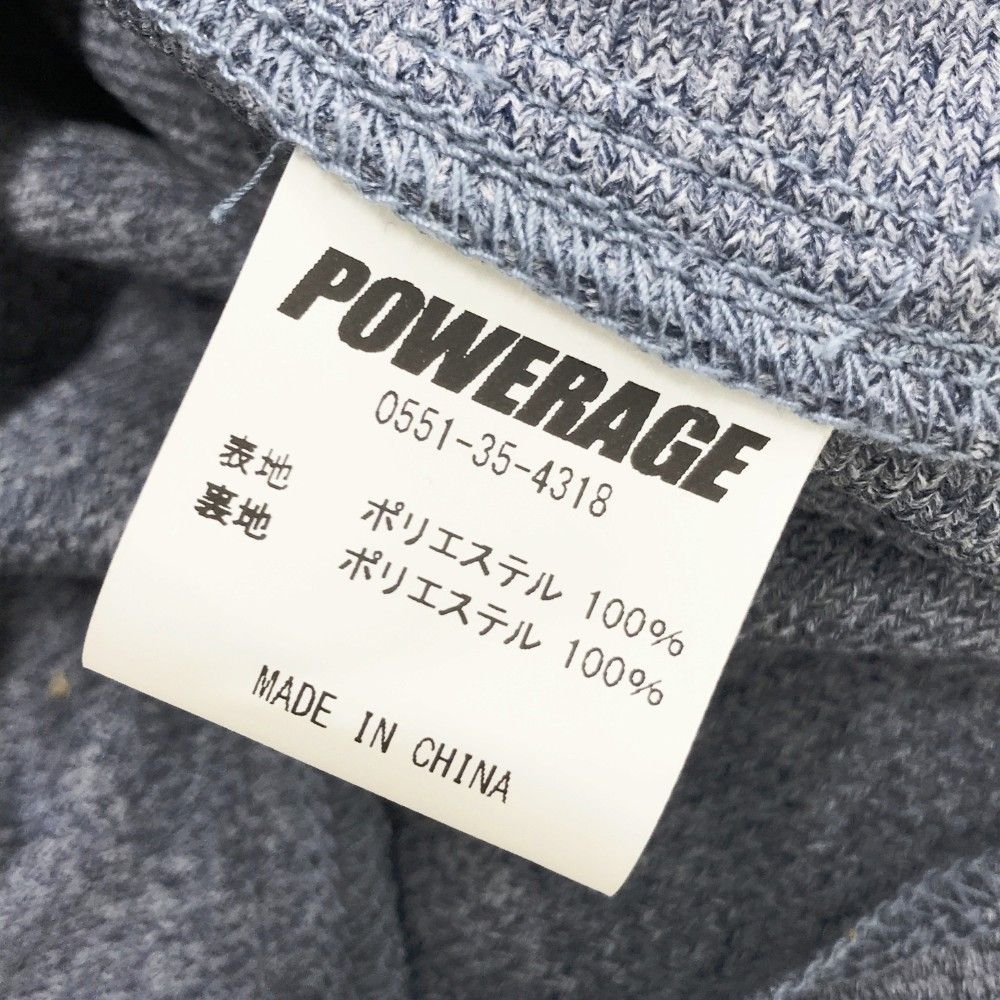 POWERAGE
0551-35-4318
表地 ポリエステル 100%
裏地 ポリエステル 100%
MADE IN CHINA